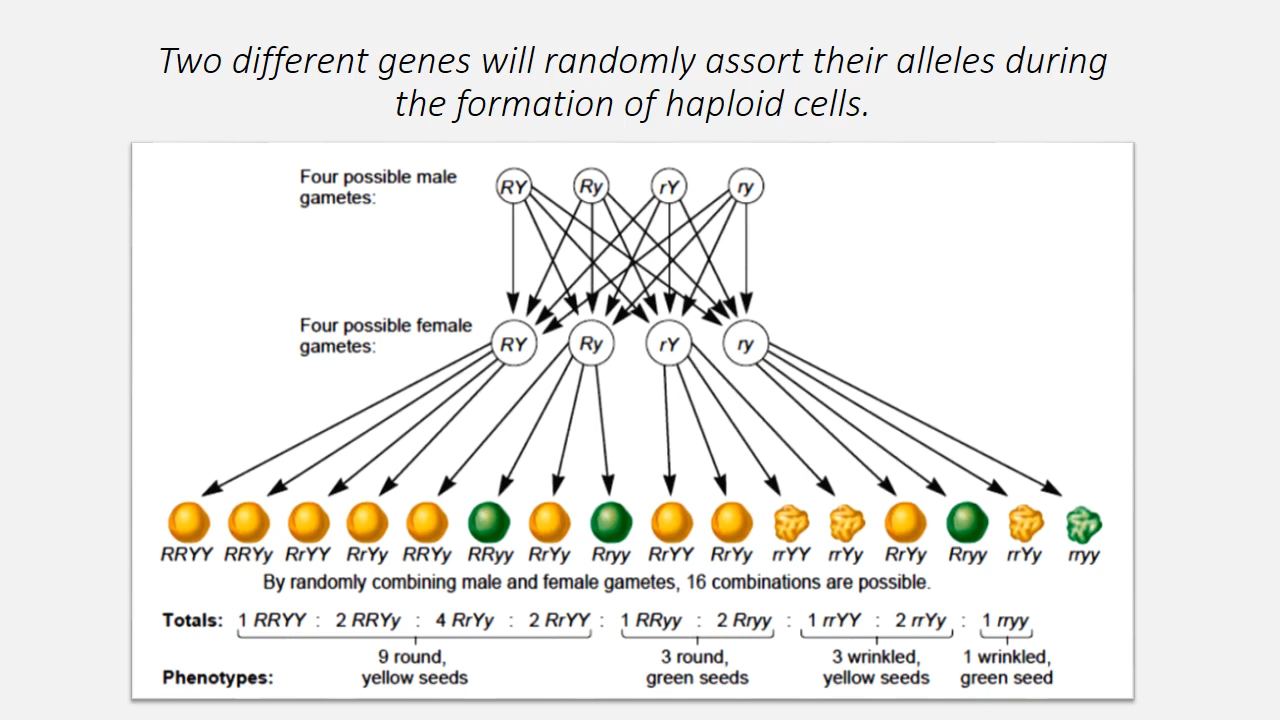 Two different genes will randomly assort their alleles during
the formation of haploid cells.
Four possible male
gametes:
RY Ry rY ry
Four possible female
gametes:
RY Ry rY ry
RRYY RRYy RrYY RrYy RRYy RRyy RrYy Rryy RrYY RrYy rrYY rrYy RrYy Rryy rrYy rryy
By randomly combining male and female gametes, 16 combinations are possible.
Totals: 1 RRYY : 2 RRYy : 4 RrYy : 2 RrYY : 1 RRyy : 2 Rryy : 1 rrYY : 2 rrYy : 1 rryy
Phenotypes:
9 round,
yellow seeds
3 round,
green seeds
3 wrinkled,
yellow seeds
1 wrinkled,
green seed